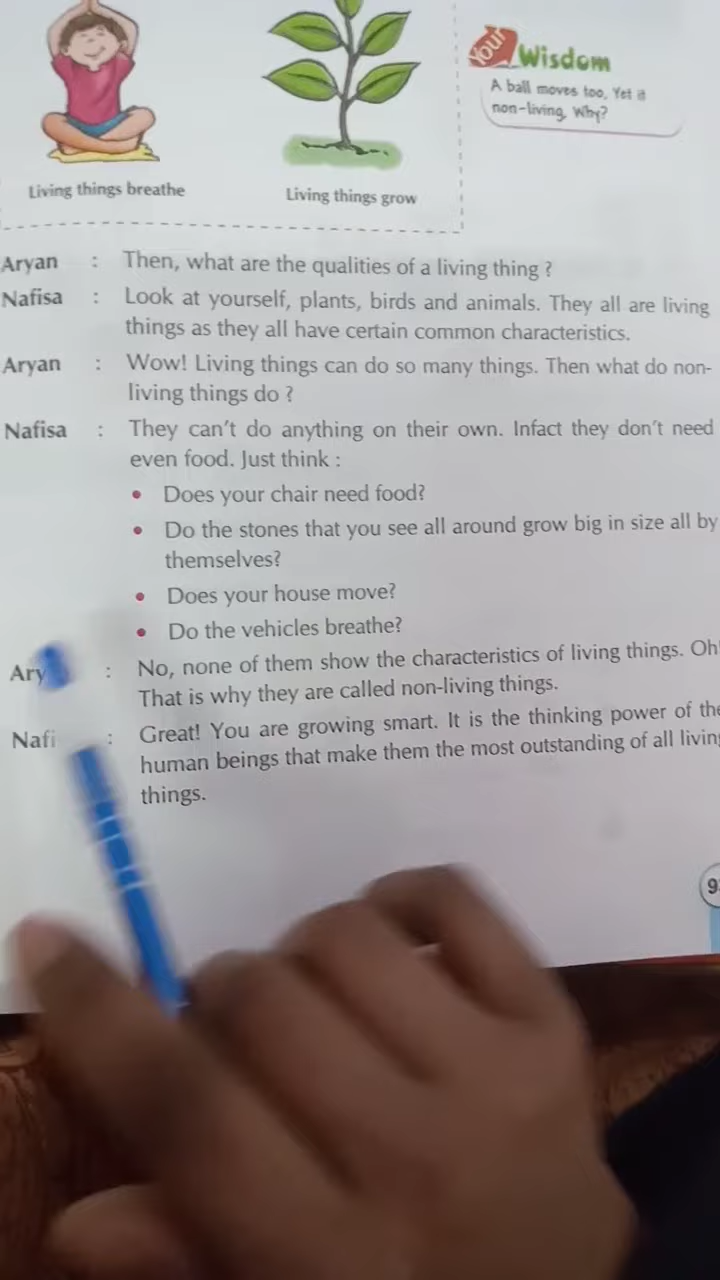 Your Wisdom
A ball moves too, Yet it
non-living, Why?
Living things breathe
Living things grow
Aryan : Then, what are the qualities of a living thing ?
Nafisa : Look at yourself, plants, birds and animals. They all are living
things as they all have certain common characteristics.
Aryan : Wow! Living things can do so many things. Then what do non-
living things do ?
Nafisa : They can't do anything on their own. Infact they don't need
even food. Just think :
• Does your chair need food?
• Do the stones that you see all around grow big in size all by
themselves?
• Does your house move?
• Do the vehicles breathe?
Ary : No, none of them show the characteristics of living things. Oh!
That is why they are called non-living things.
Nafi : Great! You are growing smart. It is the thinking power of the
human beings that make them the most outstanding of all living
things.